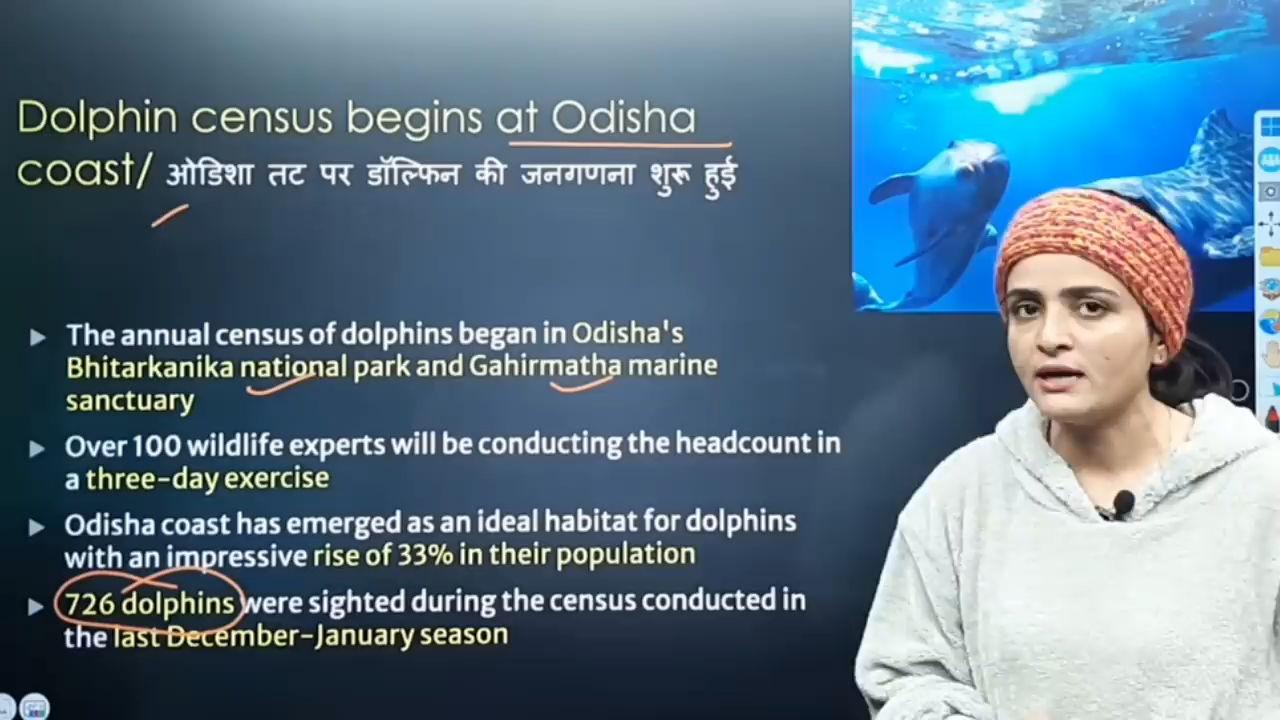 Dolphin census begins at Odisha
coast/ ओडिशा तट पर डॉल्फिन की जनगणना शुरू हुई
The annual census of dolphins began in Odisha's
Bhitarkanika national park and Gahirmatha marine
sanctuary
Over 100 wildlife experts will be conducting the headcount in
a three-day exercise
Odisha coast has emerged as an ideal habitat for dolphins
with an impressive rise of 33% in their population
726 dolphins were sighted during the census conducted in
the last December-January season